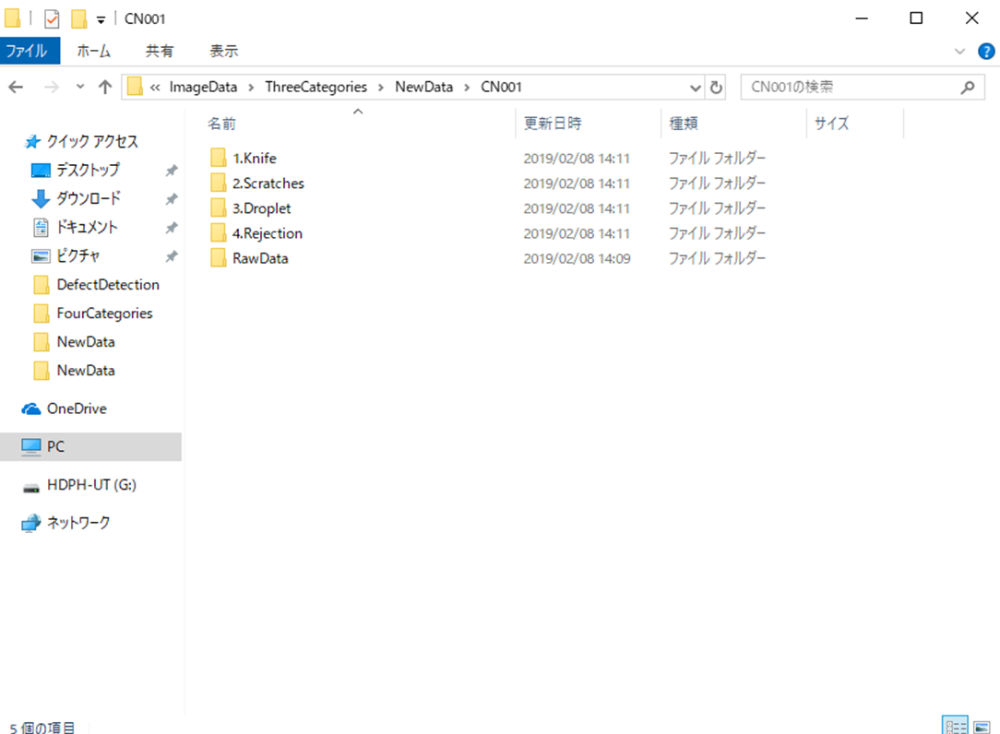 CN001
ファイル ホーム 共有 表示
« ImageData › ThreeCategories › NewData › CN001
CN001の検索
名前 更新日時 種類 サイズ
1.Knife 2019/02/08 14:11 ファイル フォルダー
2.Scratches 2019/02/08 14:11 ファイル フォルダー
3.Droplet 2019/02/08 14:11 ファイル フォルダー
4.Rejection 2019/02/08 14:11 ファイル フォルダー
RawData 2019/02/08 14:09 ファイル フォルダー
クイック アクセス
デスクトップ
ダウンロード
ドキュメント
ピクチャ
DefectDetection
FourCategories
NewData
NewData
OneDrive
PC
HDPH-UT (G:)
ネットワーク
5 個の項目